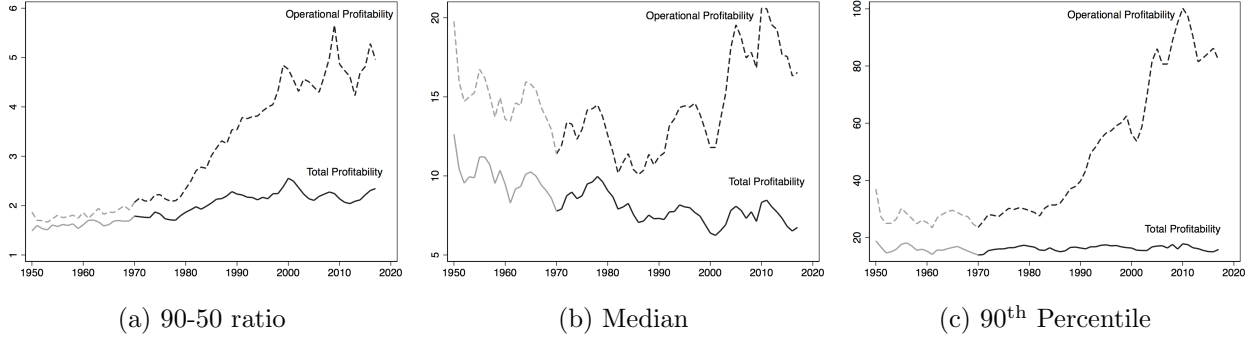 6
5
4
3
2
1
Operational Profitability
Total Profitability
1950 1960 1970 1980 1990 2000 2010 2020
(a) 90-50 ratio
20
15
10
5
Operational Profitability
Total Profitability
1950 1960 1970 1980 1990 2000 2010 2020
(b) Median
100
80
60
40
20
Operational Profitability
Total Profitability
1950 1960 1970 1980 1990 2000 2010 2020
(c) 90th Percentile